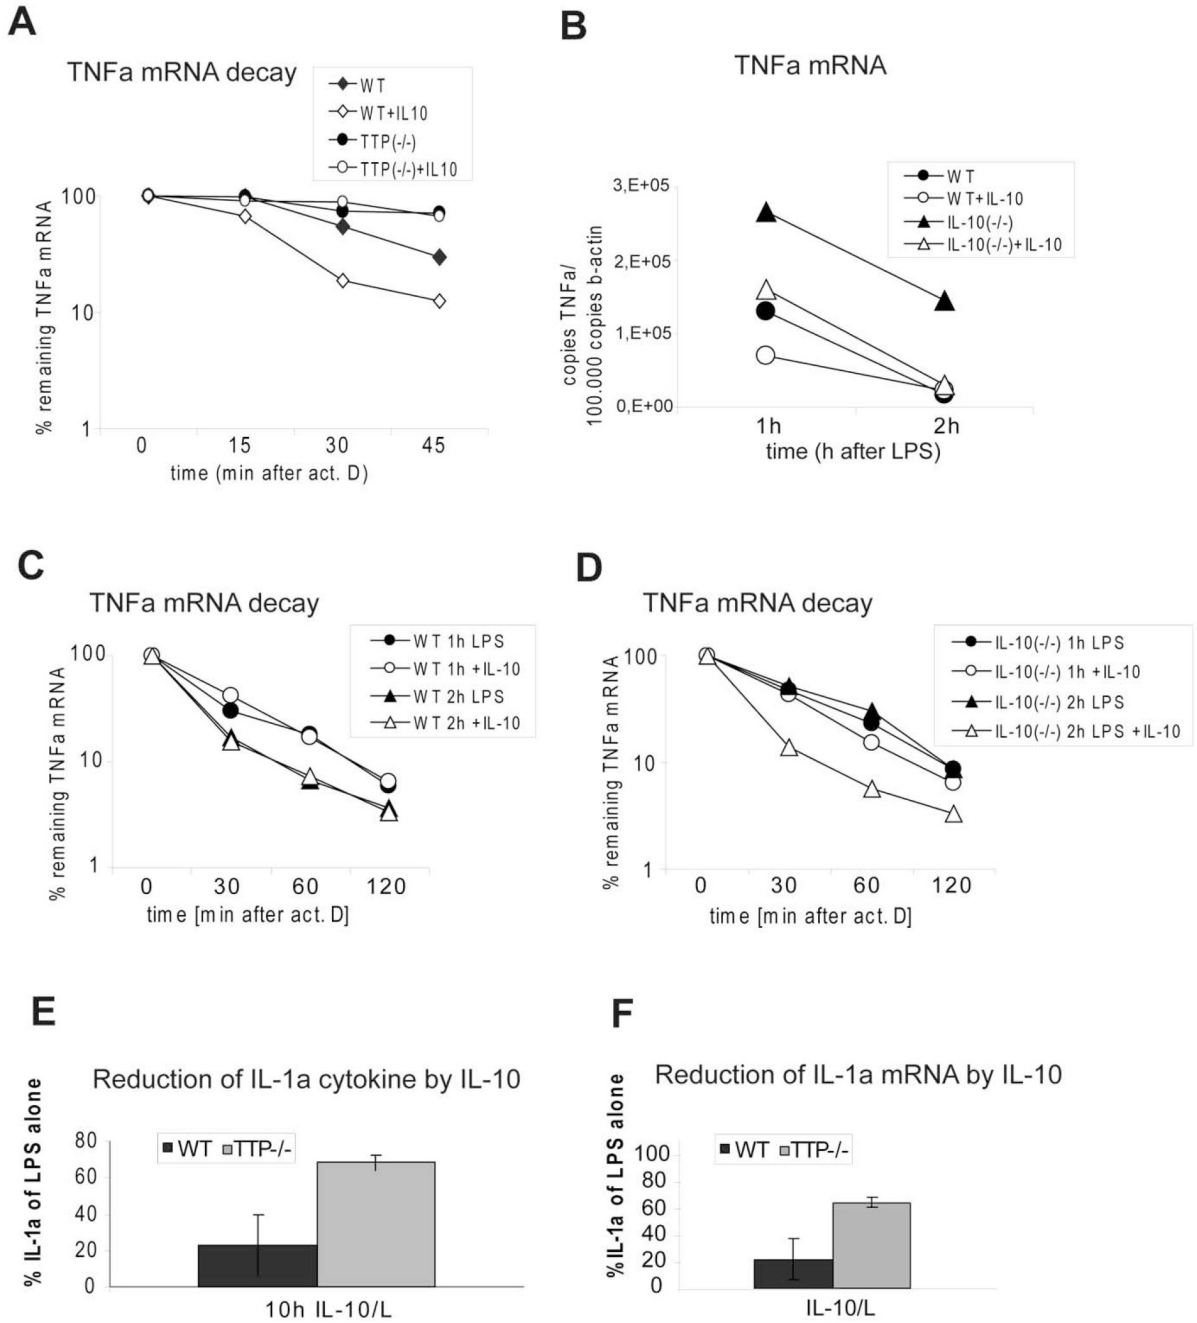 A
TNFa mRNA decay
WT
WT+IL10
TTP(-/-)
TTP(-/-)+IL10
% remaining TNFa mRNA
100
10
1
0 15 30 45
time (min after act. D)
B
TNFa mRNA
WT
WT+IL-10
IL-10(-/-)
IL-10(-/-)+IL-10
copies TNFa/
100.000 copies b-actin
3,E+05
2,E+05
1,E+05
0,E+00
1h 2h
time (h after LPS)
C
TNFa mRNA decay
WT 1h LPS
WT 1h +IL-10
WT 2h LPS
WT 2h +IL-10
% remaining TNFa mRNA
100
10
1
0 30 60 120
time [min after act. D]
D
TNFa mRNA decay
IL-10(-/-) 1h LPS
IL-10(-/-) 1h +IL-10
IL-10(-/-) 2h LPS
IL-10(-/-) 2h LPS +IL-10
% remaining TNFa mRNA
100
10
1
0 30 60 120
time [min after act. D]
E
Reduction of IL-1a cytokine by IL-10
WT TTP-/-
% IL-1a of LPS alone
80
60
40
20
0
10h IL-10/L
F
Reduction of IL-1a mRNA by IL-10
WT TTP-/-
%IL-1a of LPS alone
100
80
60
40
20
0
IL-10/L